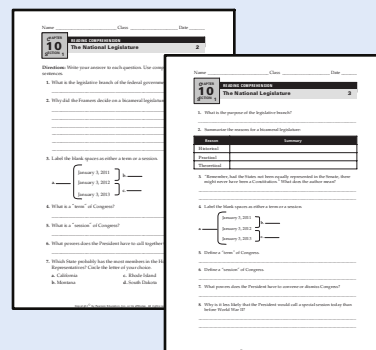 Name Class Date
CHAPTER
10
SECTION 1
READING COMPREHENSION
The National Legislature 2
Directions: Write your answer to each question. Use comp
sentences.
1. What is the legislative branch of the federal governme
2. Why did the Framers decide on a bicameral legislatu
3. Label the blank spaces as either a term or a session.
January 3, 2011
b.
a. January 3, 2012
c.
January 3, 2013
4. What is a "term" of Congress?
5. What is a "session" of Congress?
6. What powers does the President have to call together
7. Which State probably has the most members in the Ho
Representatives? Circle the letter of your choice.
a. California c. Rhode Island
b. Montana d. South Dakota
Name Class Date
CHAPTER
10
SECTION 1
READING COMPREHENSION
The National Legislature 3
1. What is the purpose of the legislative branch?
2. Summarize the reasons for bicameral legislature:
Reason Summary
Historical
Practical
Theoretical
3. "Remember, had the States not been equally represented in the Senate, there
might never have been a Constitution." What does the author mean?
4. Label the blank spaces as either a term or a session.
January 3, 2011
b.
a. January 3, 2012
c.
January 3, 2013
5. Define a "term" of Congress.
6. Define a "session" of Congress.
7. What powers does the President have to convene or dismiss Congress?
8. Why is it less likely that the President would call a special session today than
before World War II?